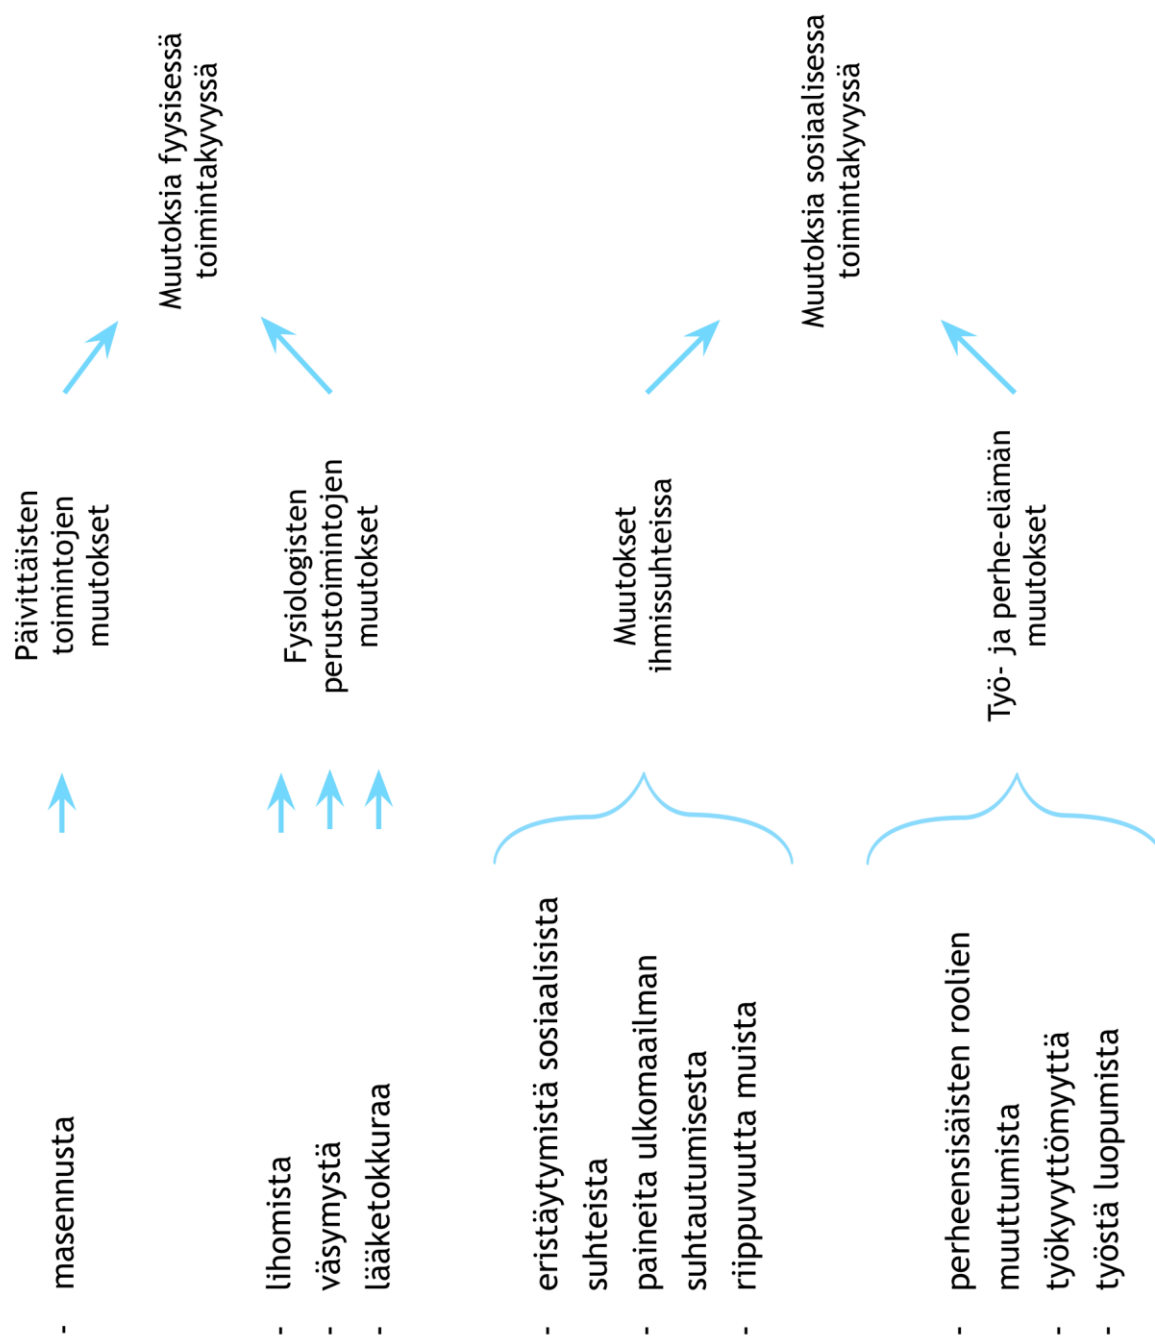 - masennusta
Päivittäisten
toimintojen
muutokset
Muutoksia fyysisessä
toimintakyvyssä
- lihomista
- väsymystä
- lääketokkuraa
Fysiologisten
perustoimintojen
muutokset
- eristäytymistä sosiaalisista
suhteista
- paineita ulkomaailman
suhtautumisesta
- riippuvuutta muista
Muutokset
ihmissuhteissa
Muutoksia sosiaalisessa
toimintakyvyssä
- perheensisäisten roolien
muuttumista
- työkyvyttömyyttä
- työstä luopumista
Työ- ja perhe-elämän
muutokset